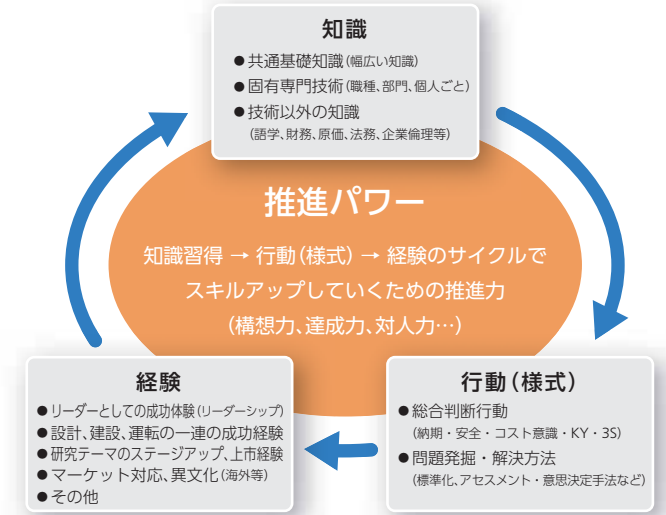 知識
●共通基礎知識(幅広い知識)
●固有専門技術(職種、部門、個人ごと)
●技術以外の知識
(語学、財務、原価、法務、企業倫理等)
推進パワー
知識習得 → 行動(様式) → 経験のサイクルで
スキルアップしていくための推進力
(構想力、達成力、対人力…)
経験
●リーダーとしての成功体験(リーダーシップ)
●設計、建設、運転の一連の成功経験
●研究テーマのステージアップ、上市経験
●マーケット対応、異文化(海外等)
●その他
行動(様式)
●総合判断行動
(納期・安全・コスト意識・KY・3S)
●問題発掘・解決方法
(標準化、アセスメント・意思決定手法など)